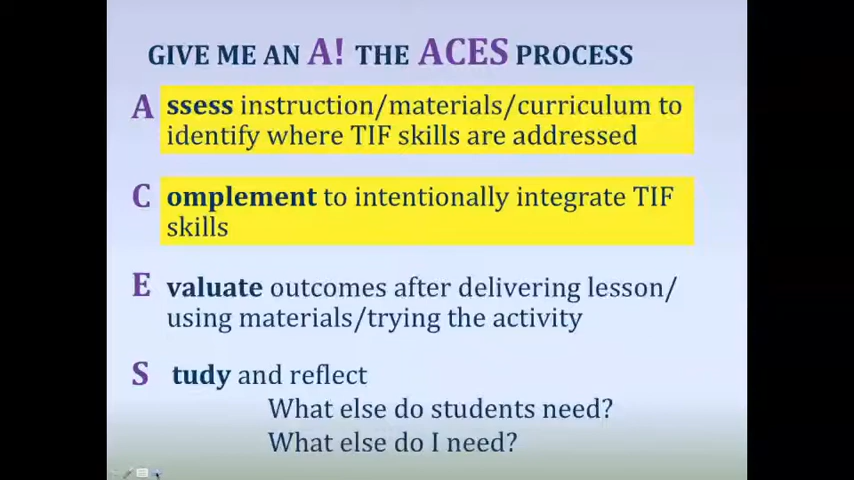 GIVE ME AN A! THE ACES PROCESS
A ssess instruction/materials/curriculum to
identify where TIF skills are addressed
C omplement to intentionally integrate TIF
skills
E valuate outcomes after delivering lesson/
using materials/trying the activity
S tudy and reflect
What else do students need?
What else do I need?